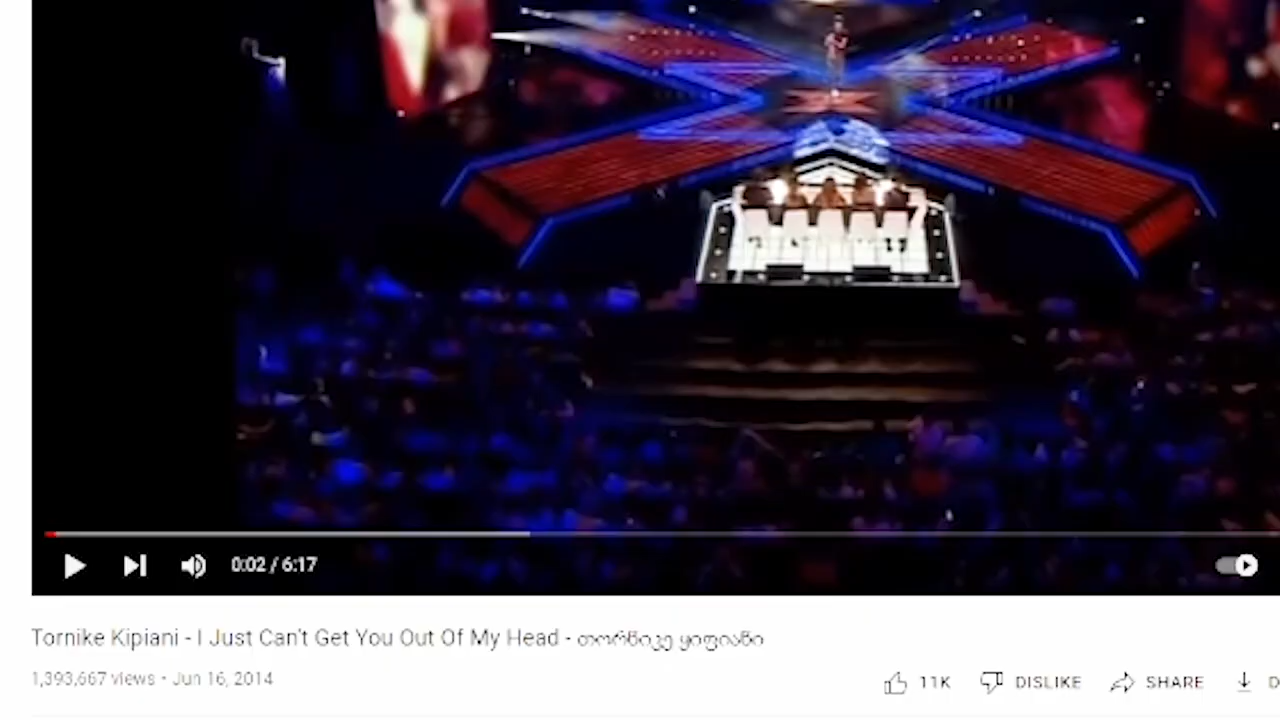 0:02 / 6:17
Tornike Kipiani - I Just Can't Get You Out Of My Head - თორნიკე ყიფიანი
1,393,667 views • Jun 16, 2014
11K DISLIKE SHARE D